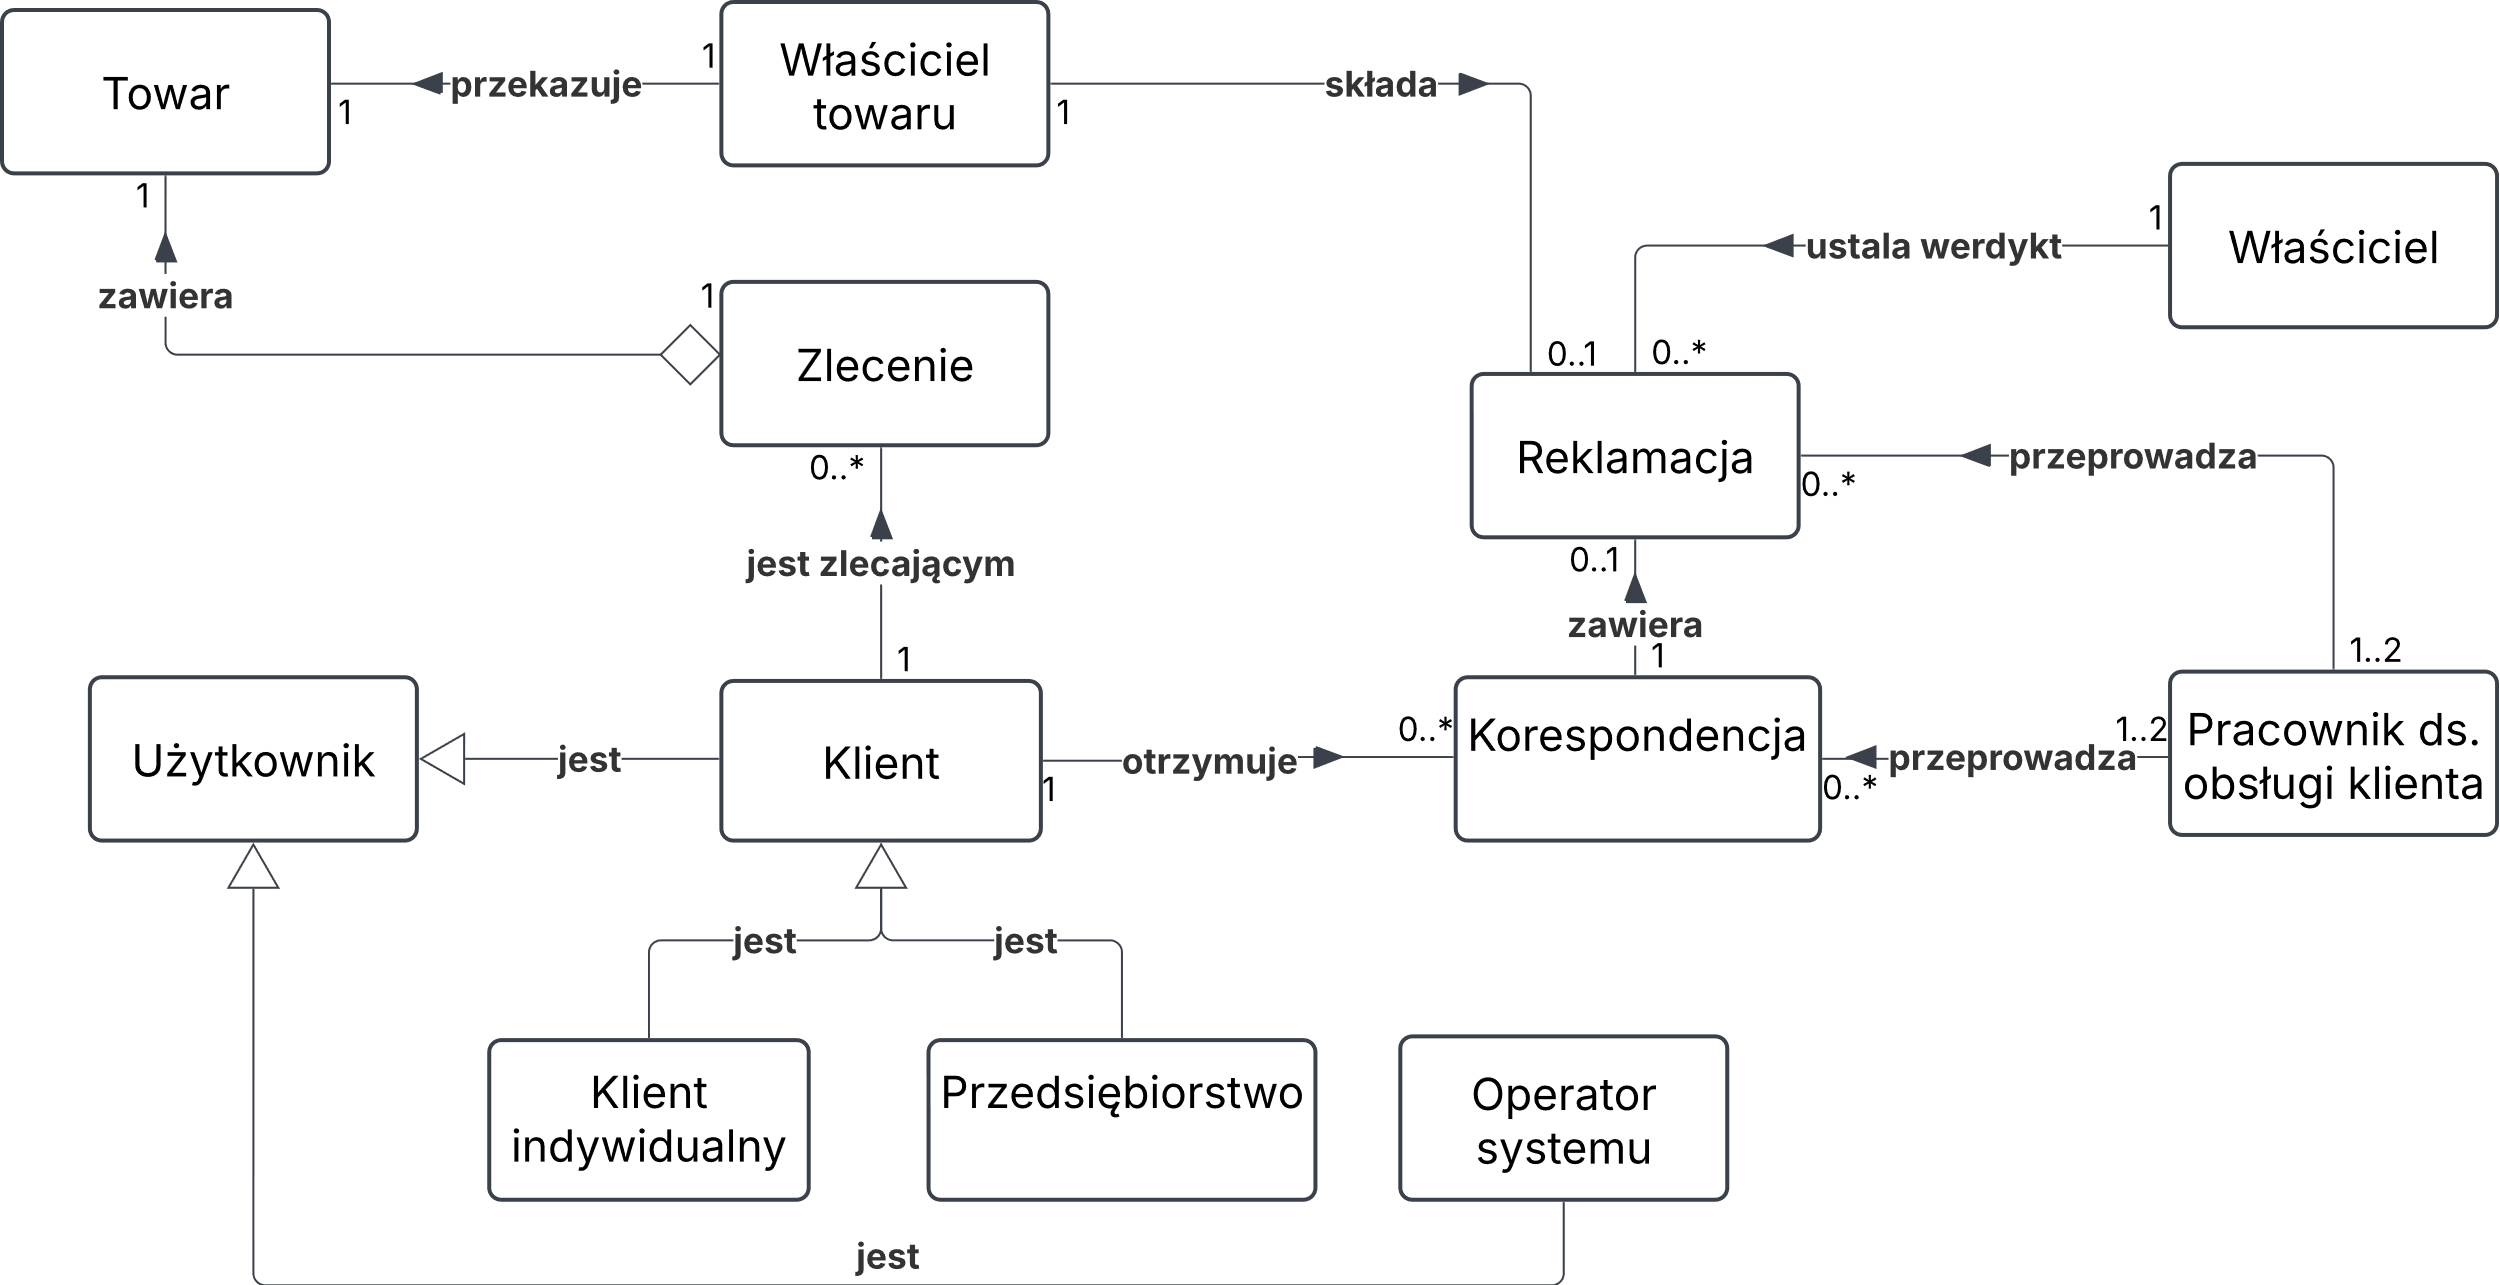 Towar
1
przekazuje
1
Właściciel
towaru
1
składa
1
zawiera
1
Zlecenie
0..*
jest zlecającym
1
0..1
0..*
ustala werdykt
1
Właściciel
Reklamacja
0..*
przeprowadza
0..1
zawiera
1
1..2
Użytkownik
jest
Klient
1
otrzymuje
0..*
Korespondencja
0..*
przeprowadza
1..2
Pracownik ds.
obsługi klienta
jest
jest
Klient
indywidualny
Przedsiębiorstwo
Operator
systemu
jest